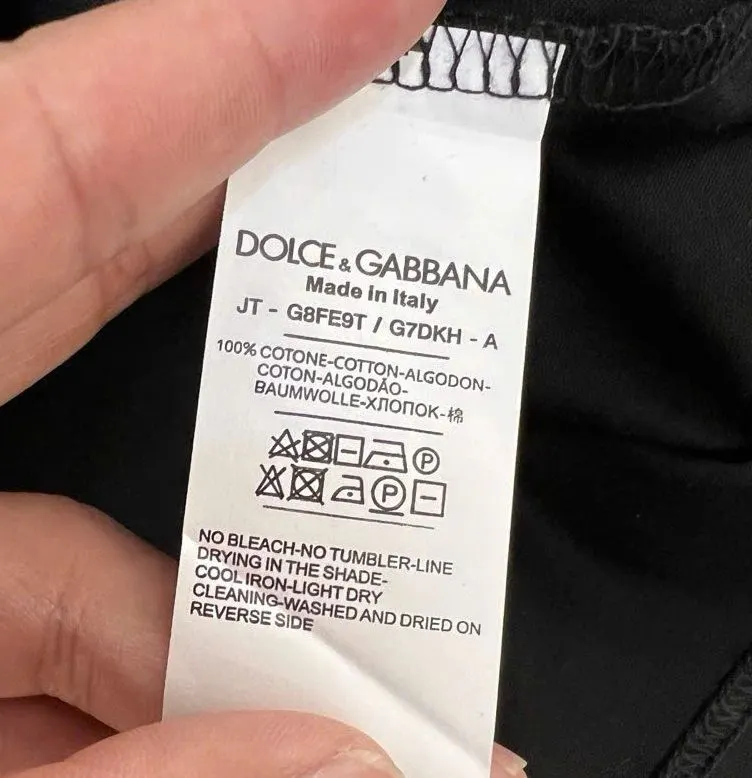 DOLCE & GABBANA
Made in Italy
JT - G8FE9T / G7DKH - A
100% COTONE-COTTON-ALGODON-
COTON-ALGODÃO-
BAUMWOLLE-ХЛОПОК-棉
P
P
NO BLEACH-NO TUMBLER-LINE
DRYING IN THE SHADE-
COOL IRON-LIGHT DRY
CLEANING-WASHED AND DRIED ON
REVERSE SIDE